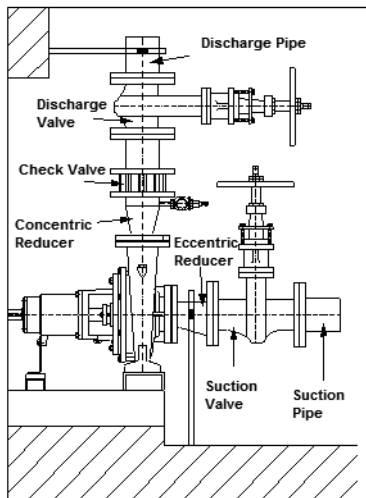 Discharge Pipe
Discharge
Valve
Check Valve
Concentric
Reducer
Eccentric
Reducer
Suction
Valve
Suction
Pipe